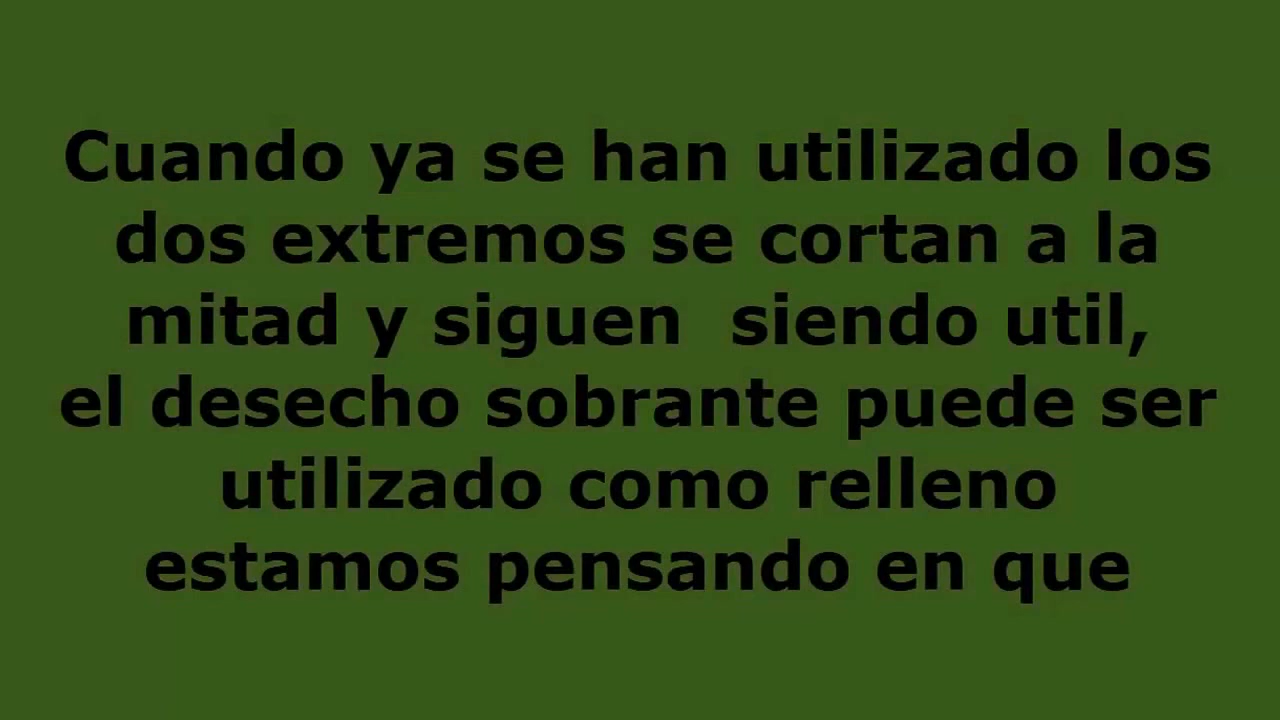 Cuando ya se han utilizado los
dos extremos se cortan a la
mitad y siguen  siendo util,
el desecho sobrante puede ser
utilizado como relleno
estamos pensando en que